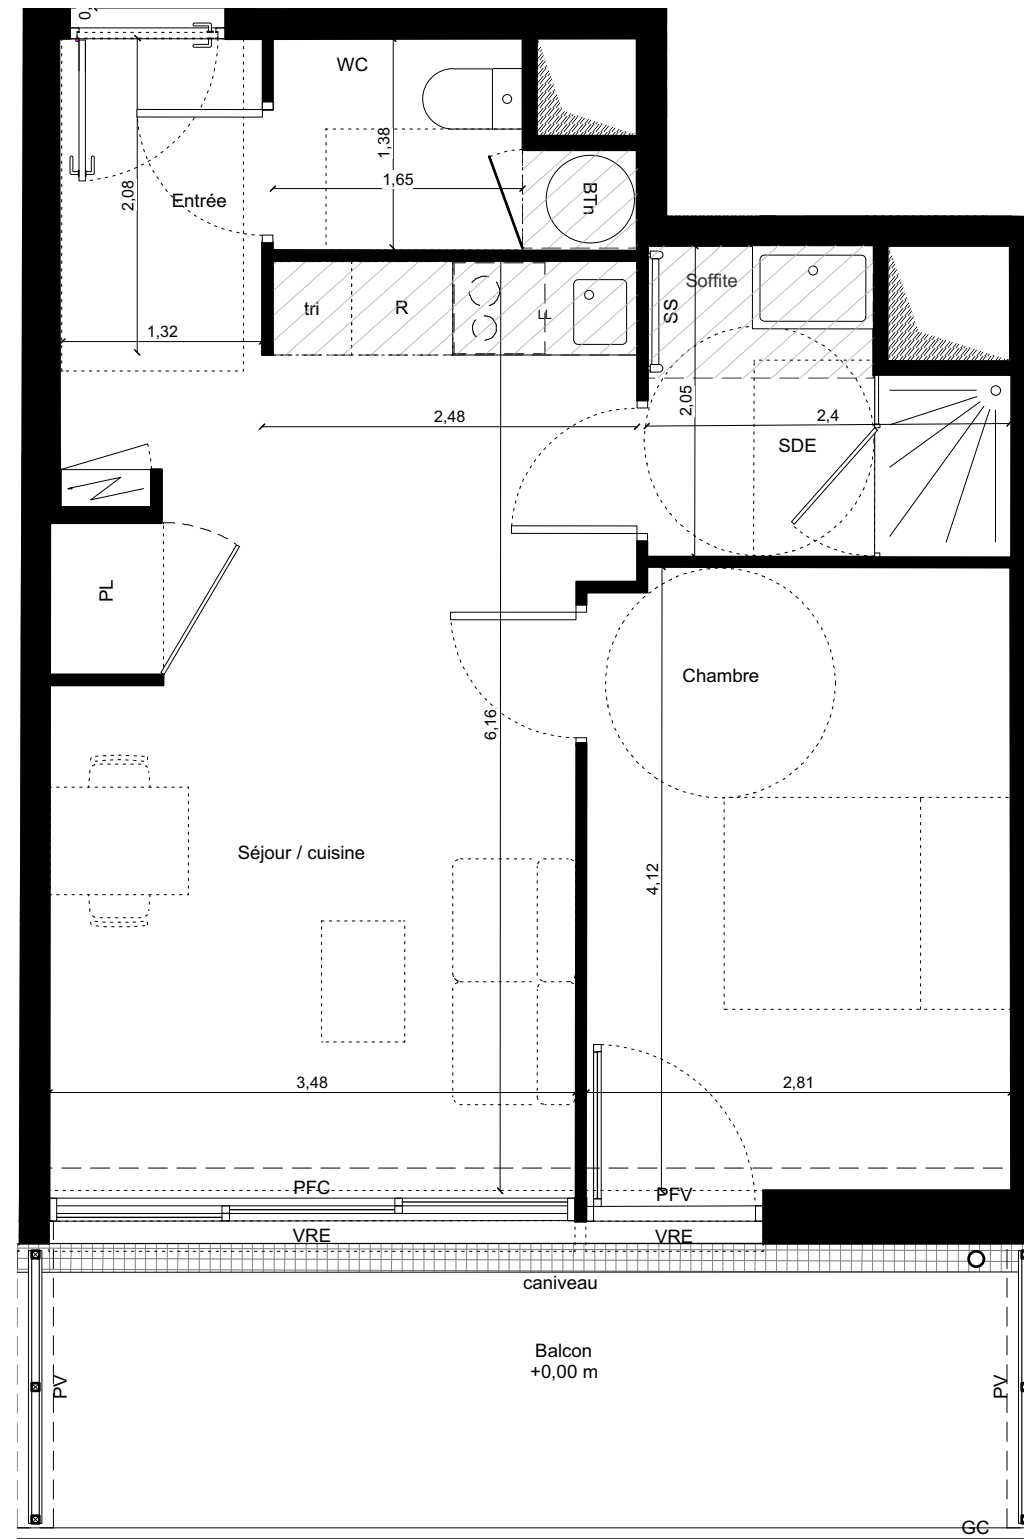 0,
WC
1,38
1,65
2,08
Entrée
BTn
tri
R
F
Soffite
SS
1,32
2,48
2,05
2,4
SDE
PL
Chambre
6,16
Séjour / cuisine
4,12
3,48
2,81
PFC
PFV
VRE
VRE
caniveau
Balcon
+0,00 m
PV
PV
GC